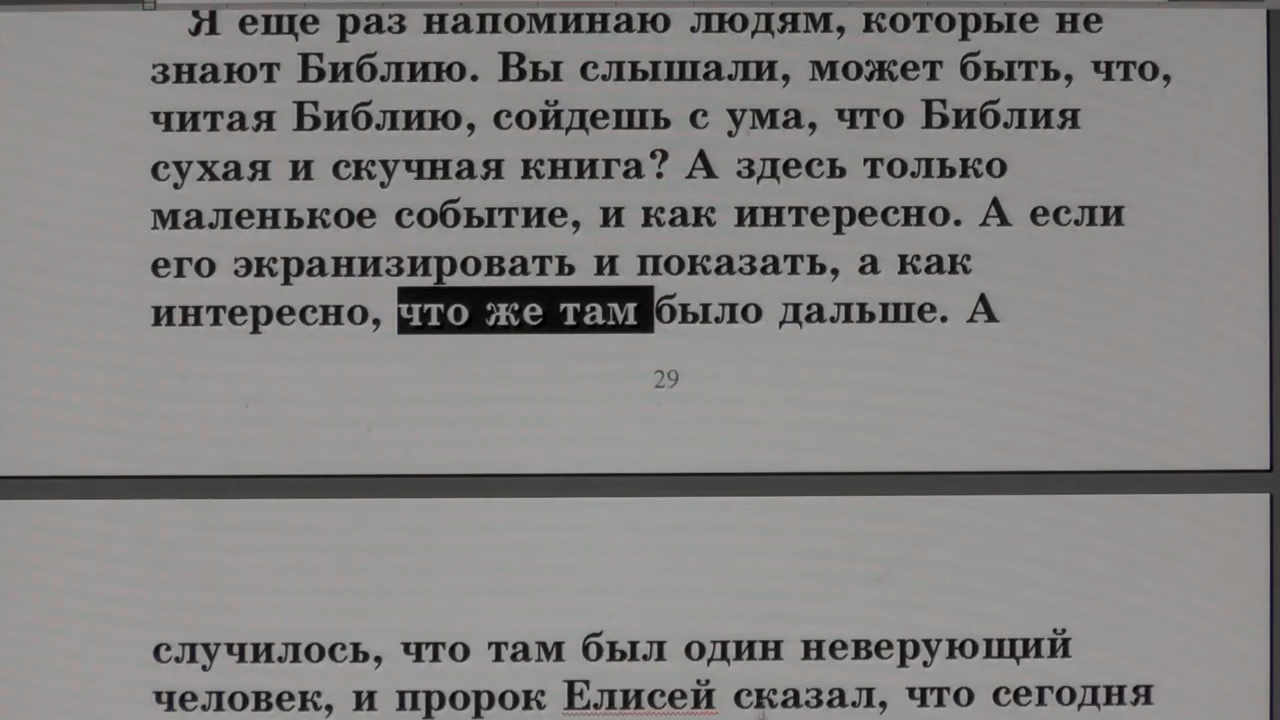 Я еще раз напоминаю людям, которые не
знают Библию. Вы слышали, может быть, что,
читая Библию, сойдешь с ума, что Библия
сухая и скучная книга? А здесь только
маленькое событие, и как интересно. А если
его экранизировать и показать, а как
интересно, что же там было дальше. А
29
случилось, что там был один неверующий
человек, и пророк Елисей сказал, что сегодня